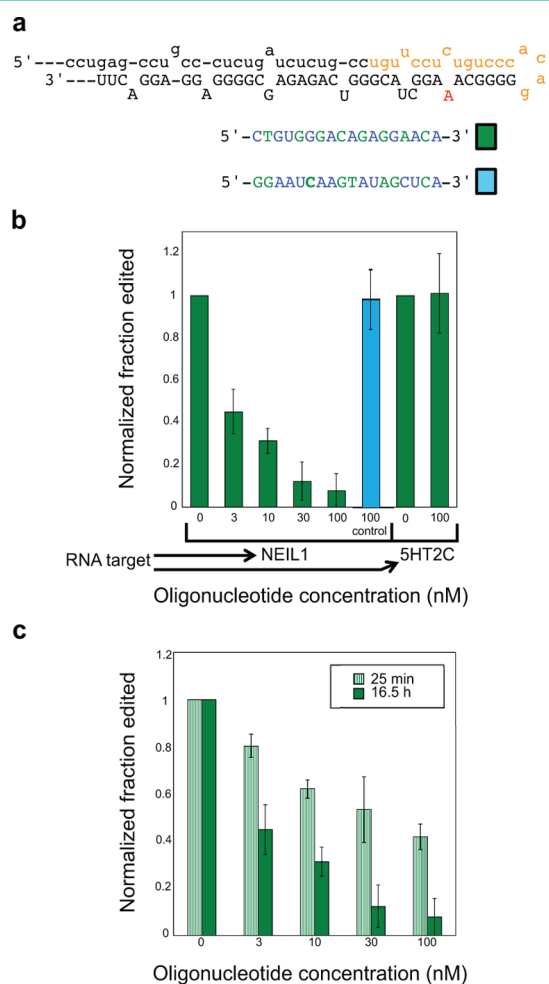 a
g a u c a
5'---ccugag-ccu cc-cucug ucucug-cc ugu ccu uguccc c
3'---UUC GGA-GG GGGGC AGAGAC GGGCA GGA ACGGGG a
A A G U UC A g
5'-CTGUGGGACAGAGGAACA-3'
5'-GGAAUCAAGTAUAGCUCA-3'
b
1.2
1
0.8
0.6
0.4
0.2
0
Normalized fraction edited
0 3 10 30 100 100 0 100
control
RNA target NEIL1 5HT2C
Oligonucleotide concentration (nM)
c
1.2
1
0.8
0.6
0.4
0.2
0
Normalized fraction edited
25 min
16.5 h
0 3 10 30 100
Oligonucleotide concentration (nM)